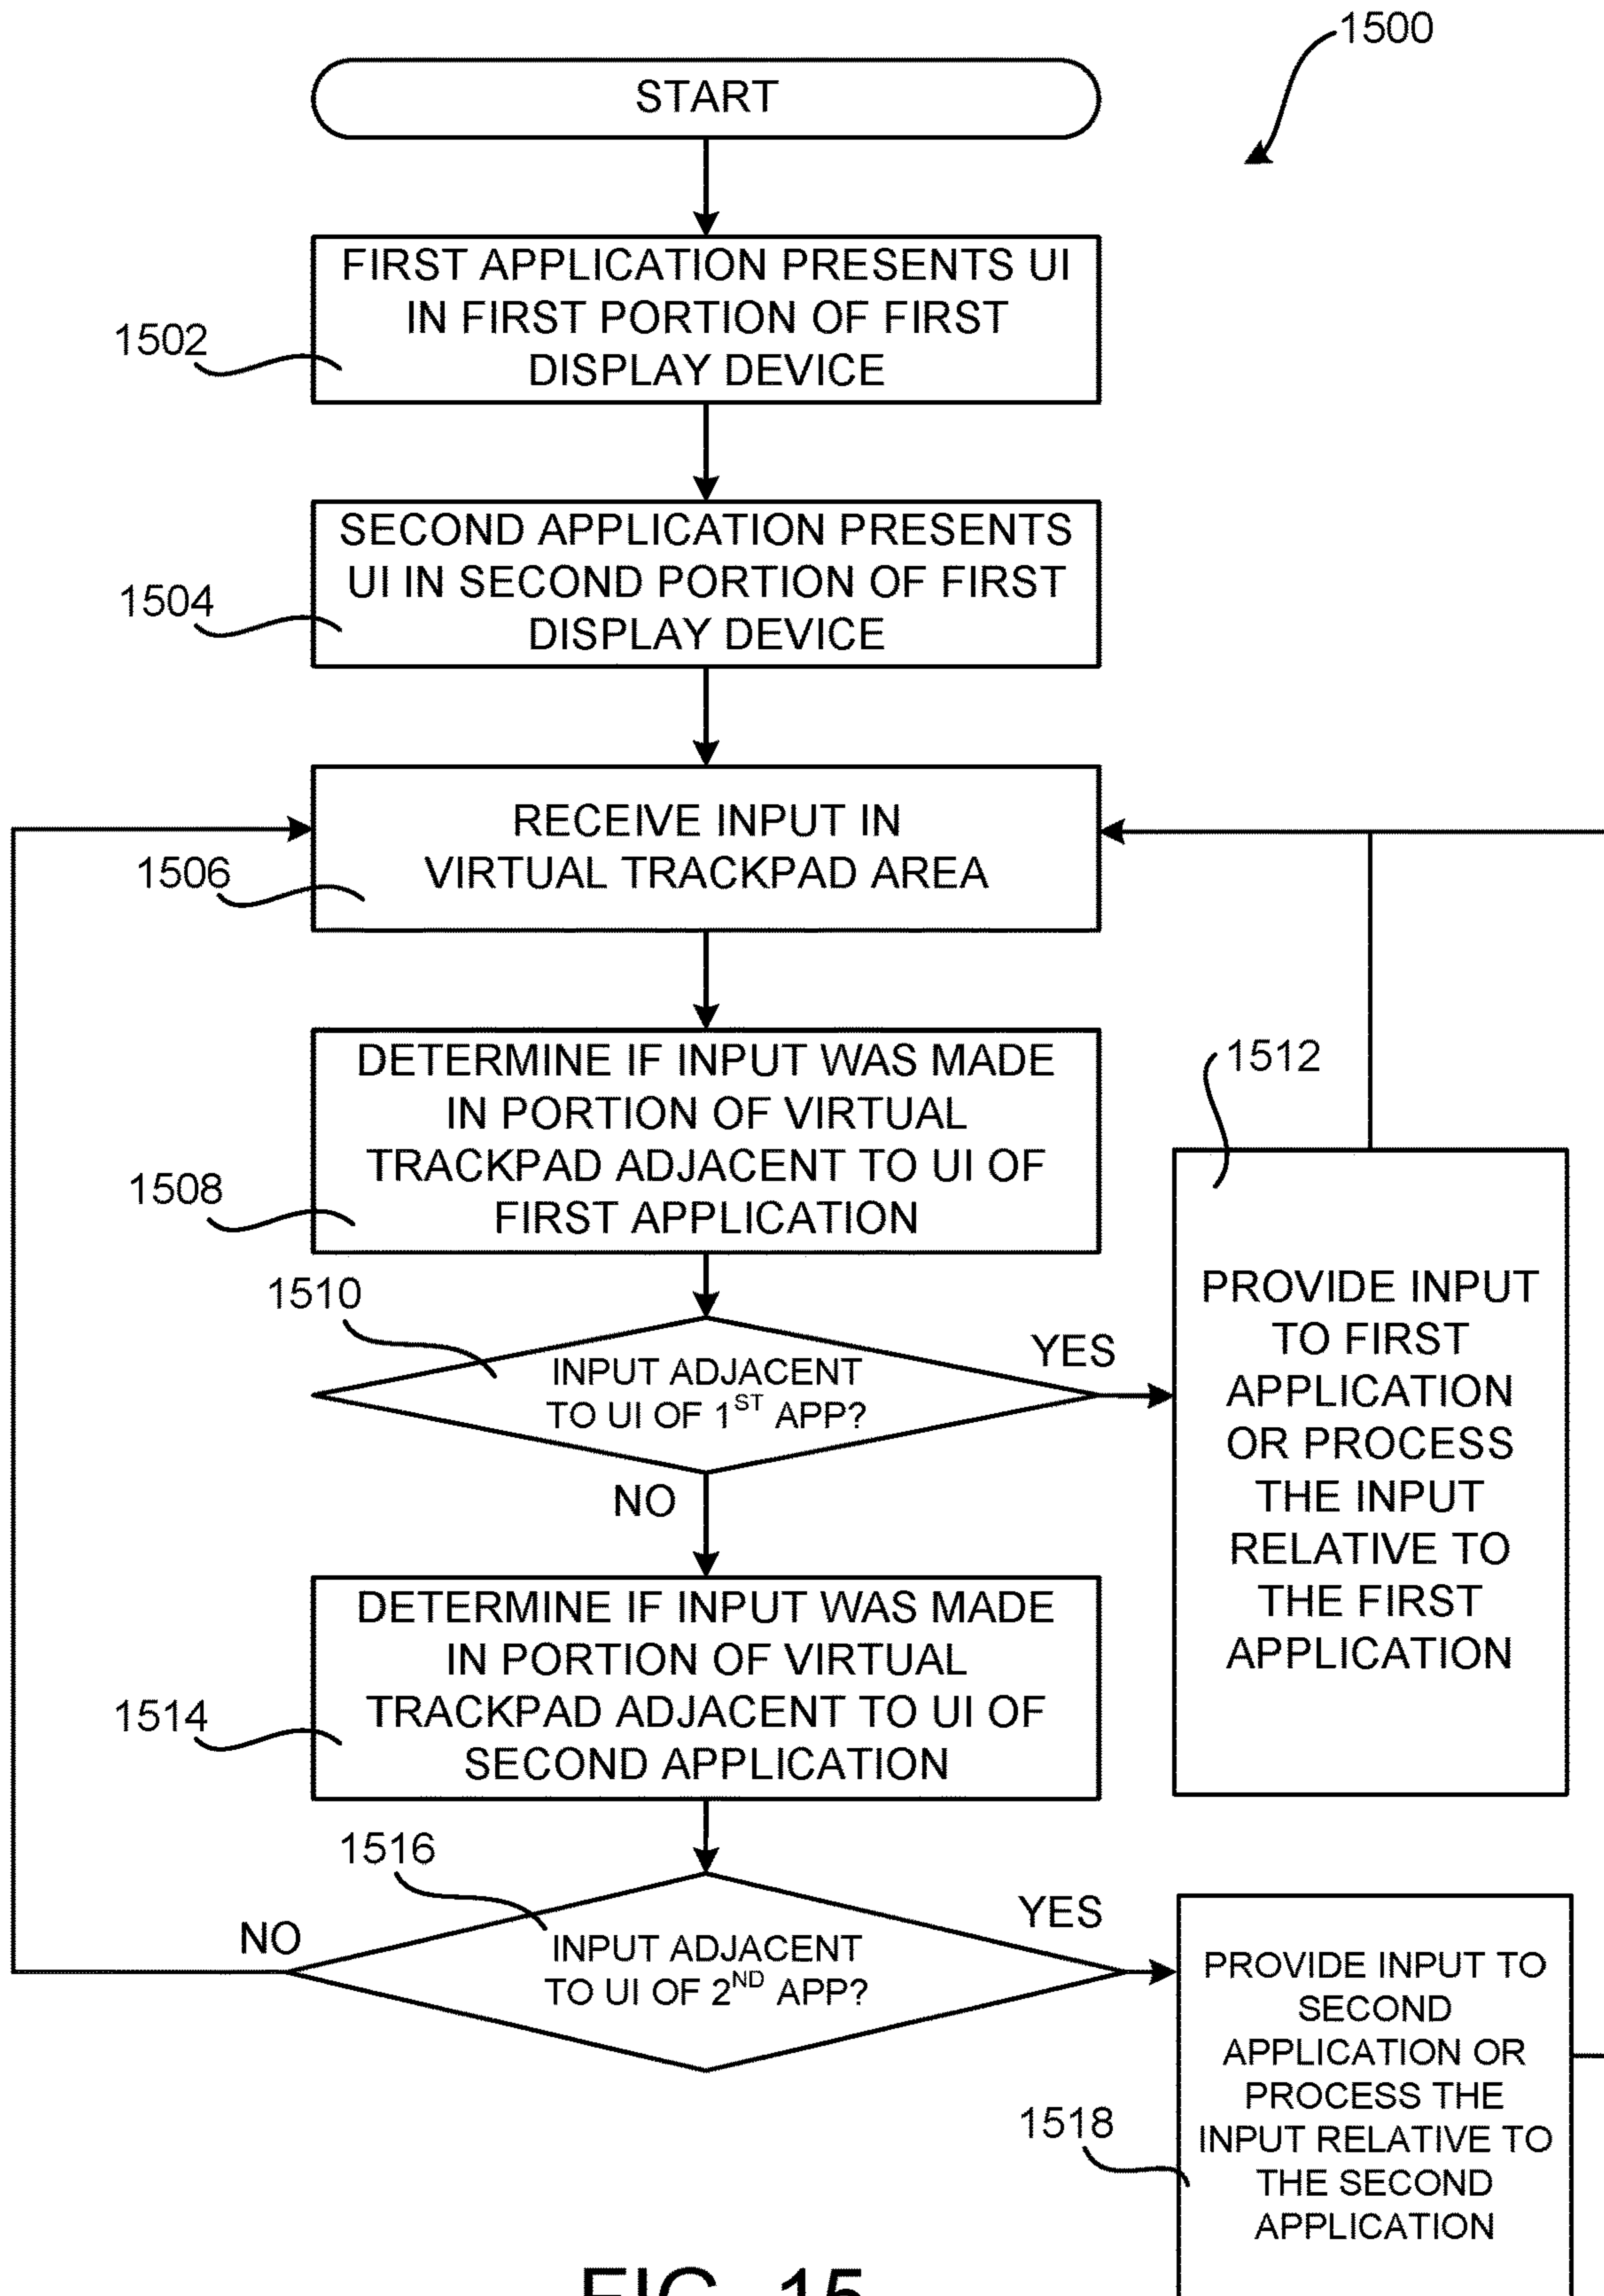 1500
START
FIRST APPLICATION PRESENTS UI
IN FIRST PORTION OF FIRST
DISPLAY DEVICE
1502
SECOND APPLICATION PRESENTS
UI IN SECOND PORTION OF FIRST
DISPLAY DEVICE
1504
RECEIVE INPUT IN
VIRTUAL TRACKPAD AREA
1506
DETERMINE IF INPUT WAS MADE
IN PORTION OF VIRTUAL
TRACKPAD ADJACENT TO UI OF
FIRST APPLICATION
1508
1510
INPUT ADJACENT
TO UI OF 1ST APP?
YES
NO
1512
PROVIDE INPUT
TO FIRST
APPLICATION
OR PROCESS
THE INPUT
RELATIVE TO
THE FIRST
APPLICATION
DETERMINE IF INPUT WAS MADE
IN PORTION OF VIRTUAL
TRACKPAD ADJACENT TO UI OF
SECOND APPLICATION
1514
1516
INPUT ADJACENT
TO UI OF 2ND APP?
NO
YES
PROVIDE INPUT TO
SECOND
APPLICATION OR
PROCESS THE
INPUT RELATIVE TO
THE SECOND
APPLICATION
1518
FIG. 15